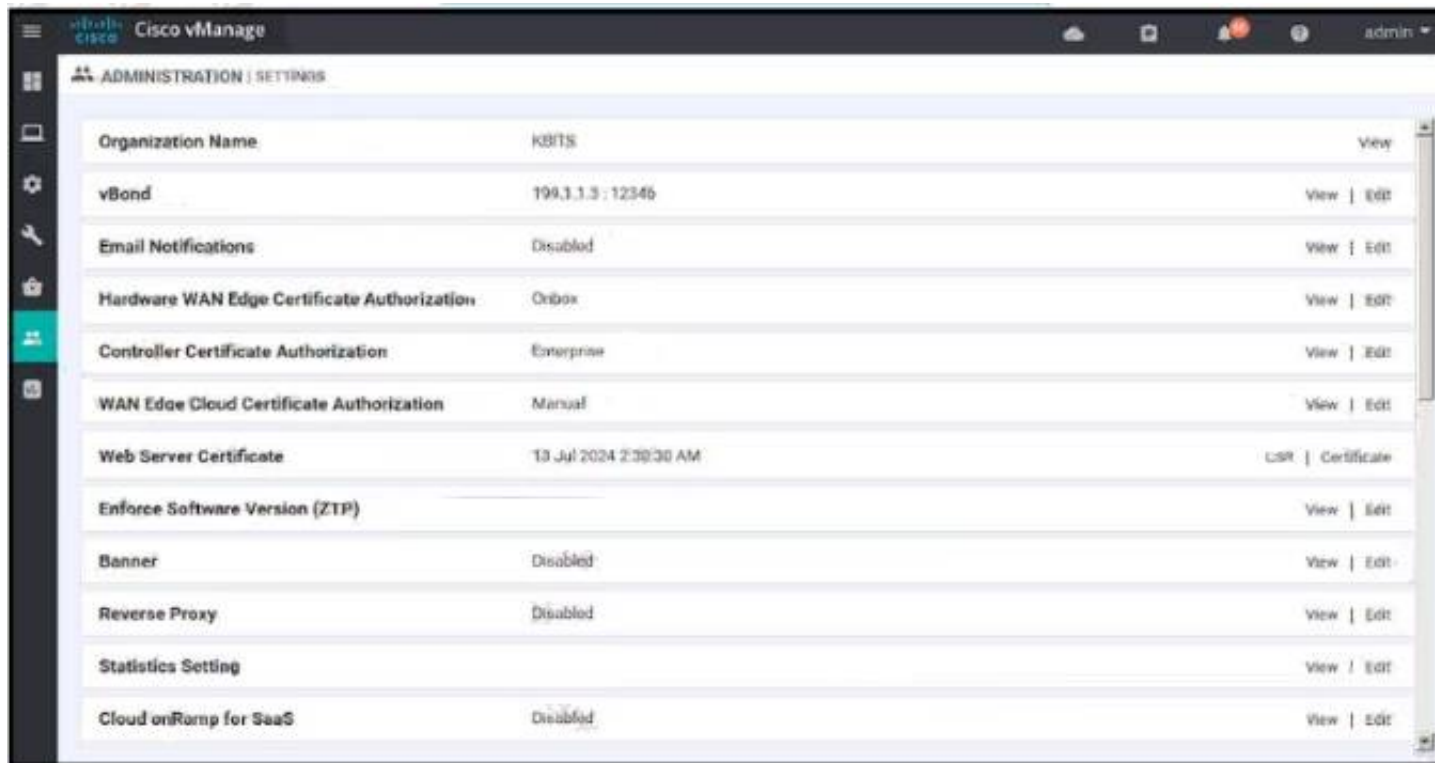 cisco Cisco vManage admin
ADMINISTRATION | SETTINGS
Organization Name KBITS View
vBond 199.1.1.3 : 12346 View | Edit
Email Notifications Disabled View | Edit
Hardware WAN Edge Certificate Authorization Onbox View | Edit
Controller Certificate Authorization Enterprise View | Edit
WAN Edge Cloud Certificate Authorization Manual View | Edit
Web Server Certificate 13 Jul 2024 AM CSR | Certificate
Enforce Software Version (ZTP) View | Edit
Banner Disabled View | Edit
Reverse Proxy Disabled View | Edit
Statistics Setting View | Edit
Cloud onRamp for SaaS Disabled View | Edit